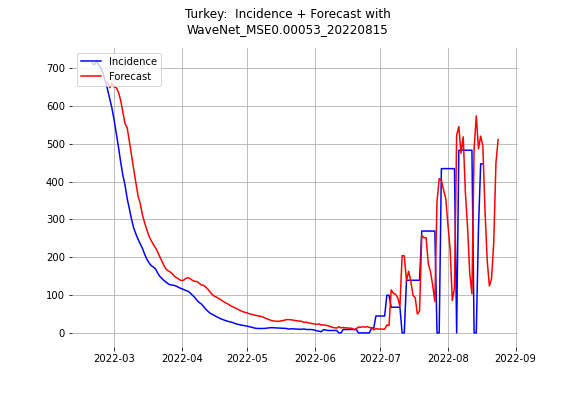 Turkey:  Incidence + Forecast with
WaveNet_MSE0.00053_20220815
Incidence
Forecast
700
600
500
400
300
200
100
0
2022-03 2022-04 2022-05 2022-06 2022-07 2022-08 2022-09